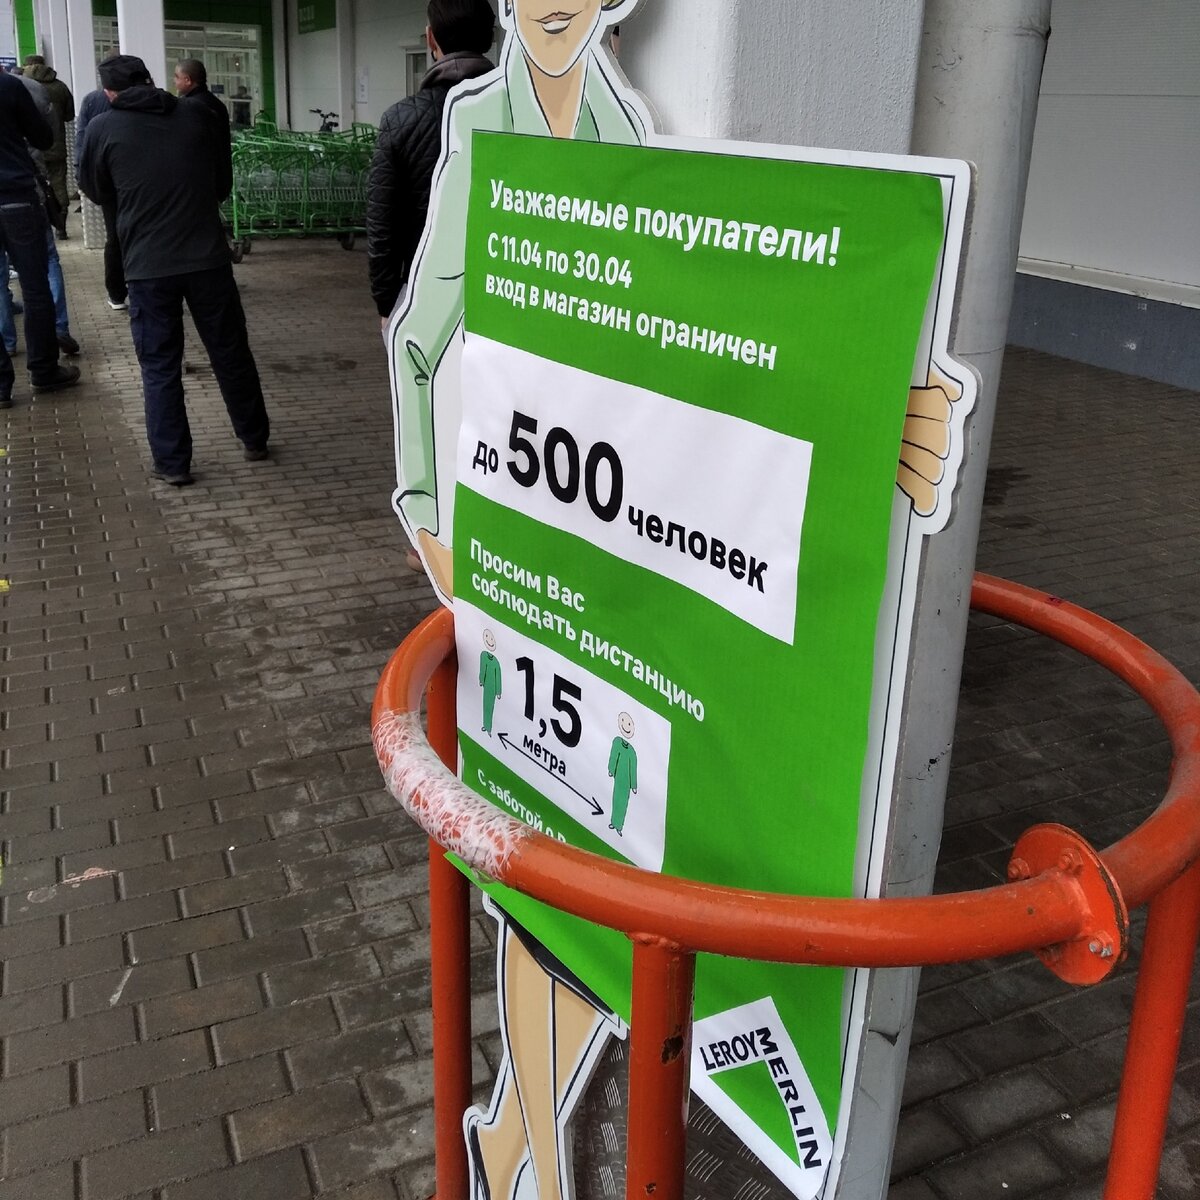 Уважаемые покупатели!
С 11.04 по 30.04
вход в магазин ограничен
до 500 человек
Просим Вас
соблюдать дистанцию
1,5
метра
С заботой о
LEROY
MERLIN